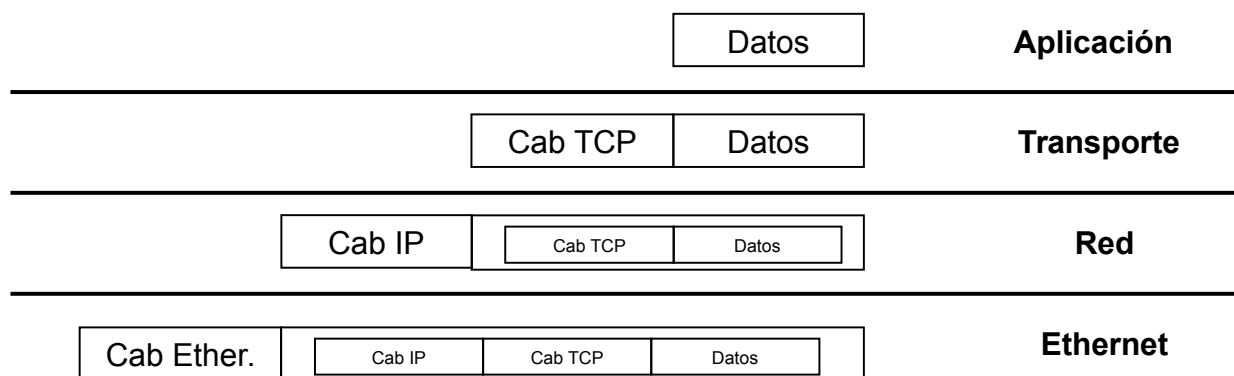 Datos Aplicación
Cab TCP Datos Transporte
Cab IP Cab TCP Datos Red
Cab Ether. Cab IP Cab TCP Datos Ethernet